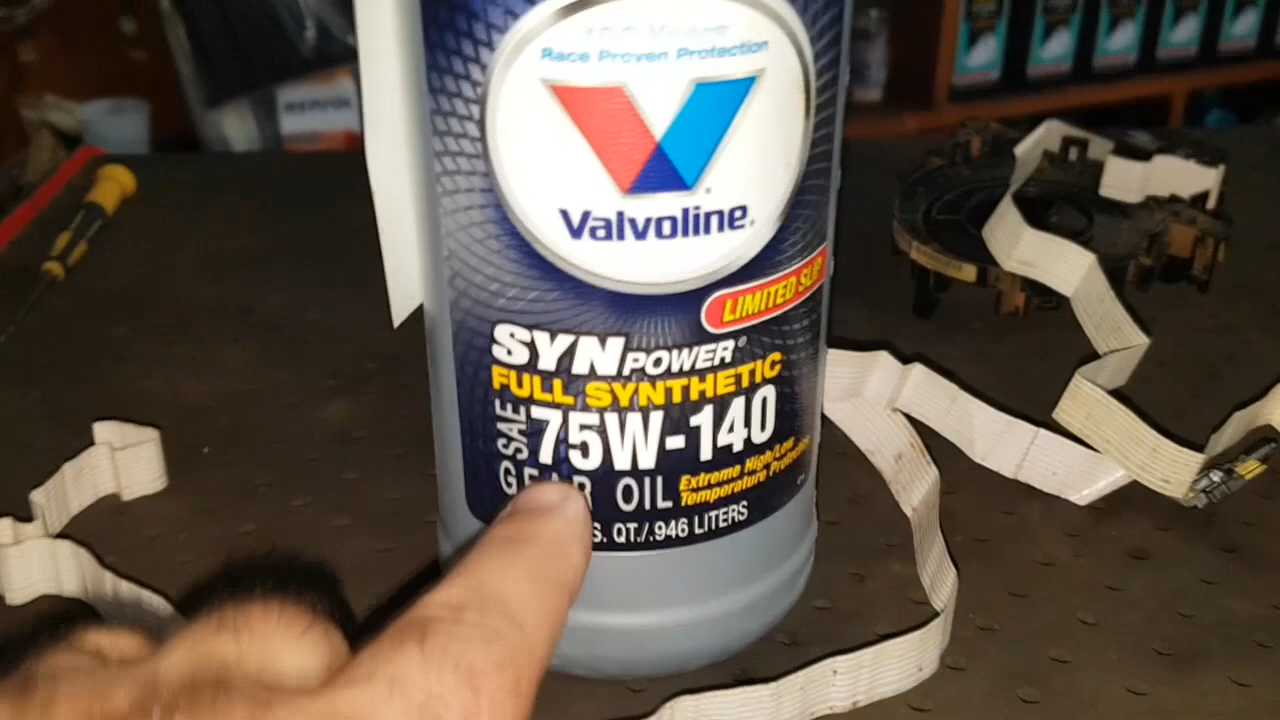 Race Proven Protection
Valvoline.
LIMITED SLIP
SYNPOWER®
FULL SYNTHETIC
SAE 75W-140
GEAR OIL
Extreme High/Low
Temperature Protection
S. QT./.946 LITERS